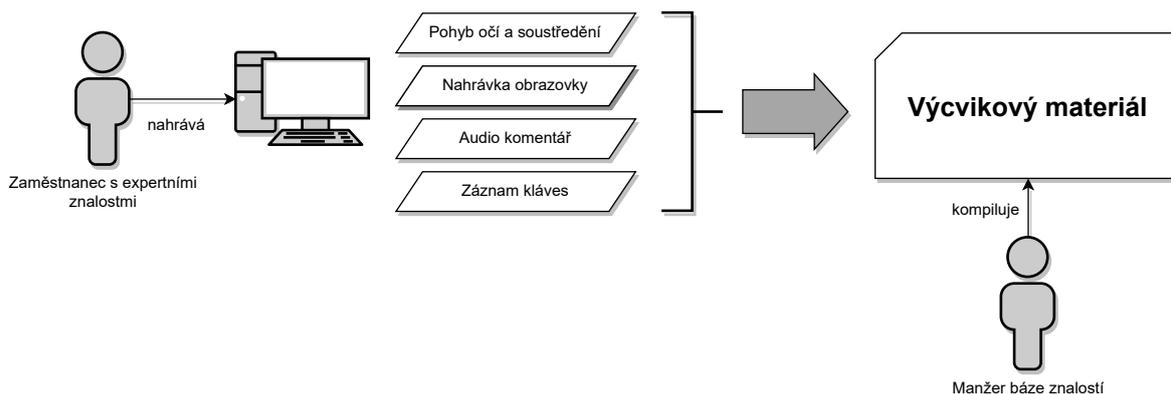 Pohyb očí a soustředění
Nahrávka obrazovky
Audio komentář
Záznam kláves
nahrává
Zaměstnanec s expertními
znalostmi
Výcvikový materiál
kompiluje
Manžer báze znalostí